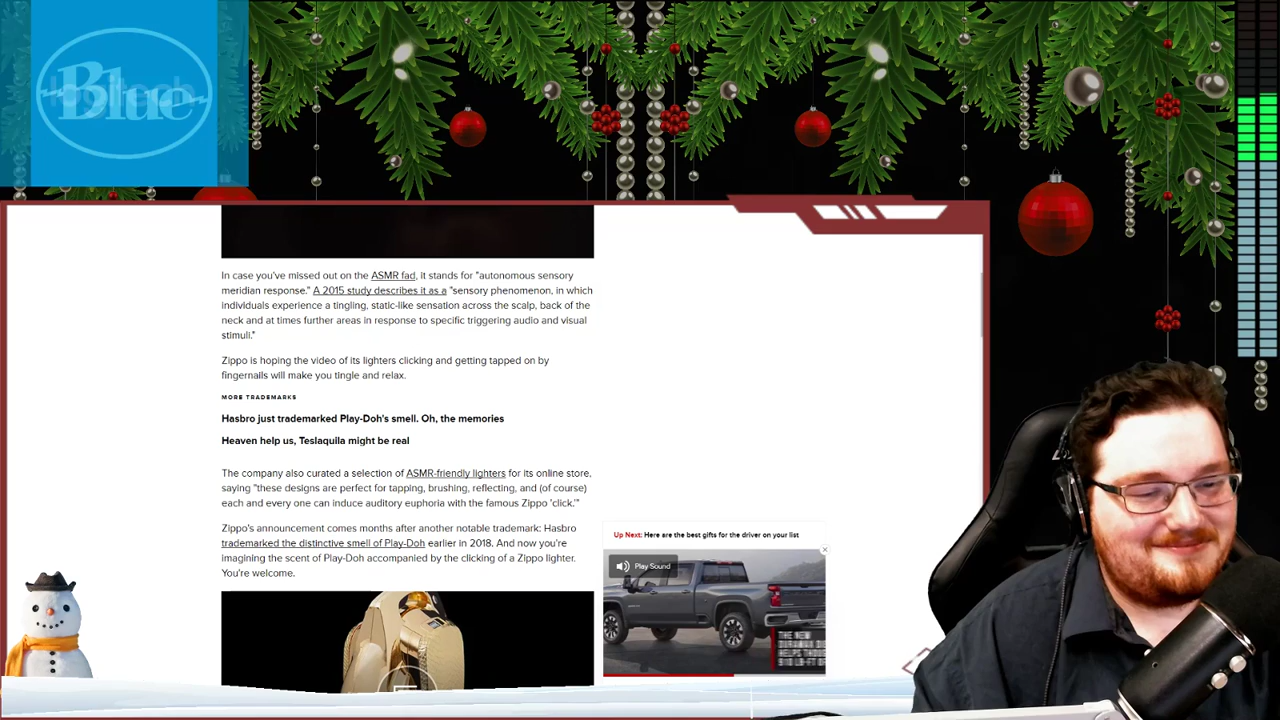 Blue
In case you've missed out on the ASMR fad, it stands for "autonomous sensory
meridian response." A 2015 study describes it as a "sensory phenomenon, in which
individuals experience a tingling, static-like sensation across the scalp, back of the
neck and at times further areas in response to specific triggering audio and visual
stimuli."
Zippo is hoping the video of its lighters clicking and getting tapped on by
fingernails will make you tingle and relax.
MORE TRADEMARKS
Hasbro just trademarked Play-Doh's smell. Oh, the memories
Heaven help us, Teslaquila might be real
The company also curated a selection of ASMR-friendly lighters for its online store,
saying "these designs are perfect for tapping, brushing, reflecting, and (of course)
each and every one can induce auditory euphoria with the famous Zippo 'click.'"
Zippo's announcement comes months after another notable trademark: Hasbro
trademarked the distinctive smell of Play-Doh earlier in 2018. And now you're
imagining the scent of Play-Doh accompanied by the clicking of a Zippo lighter.
You're welcome.
Up Next: Here are the best gifts for the driver on your list
Play Sound